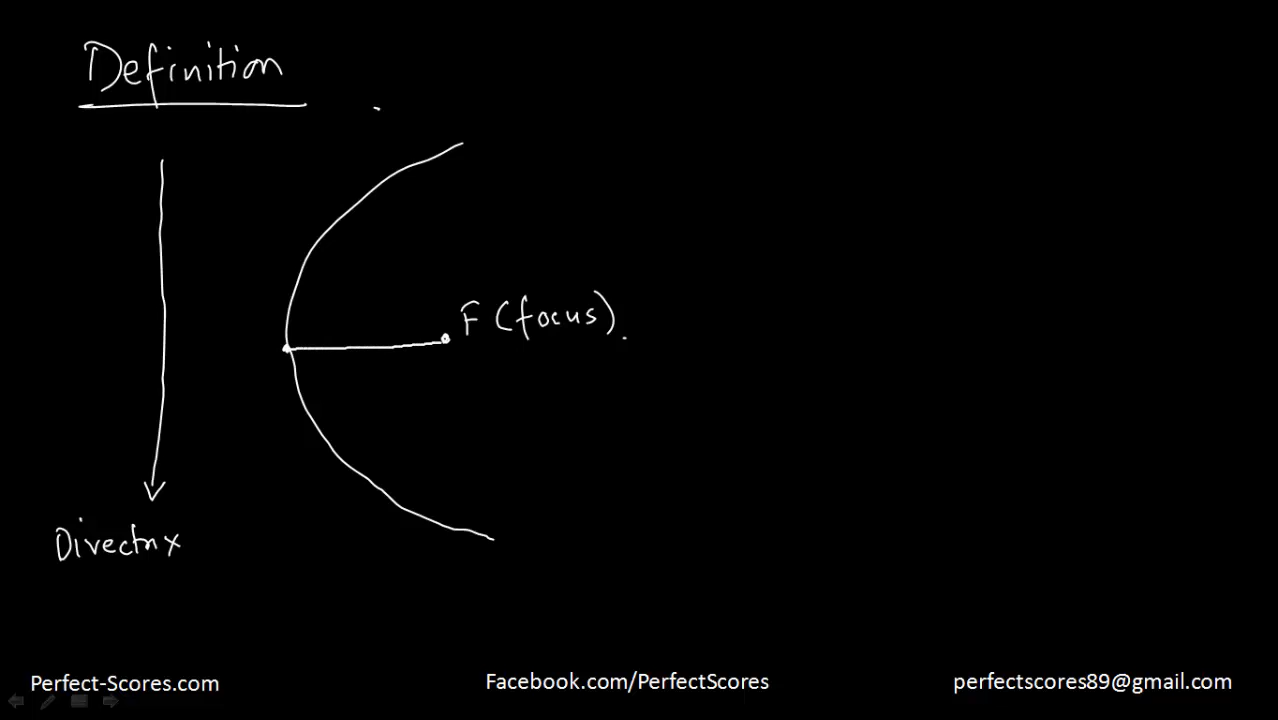 Definition
F (focus).
Directrix
Perfect-Scores.com
Facebook.com/PerfectScores
perfectscores89@gmail.com